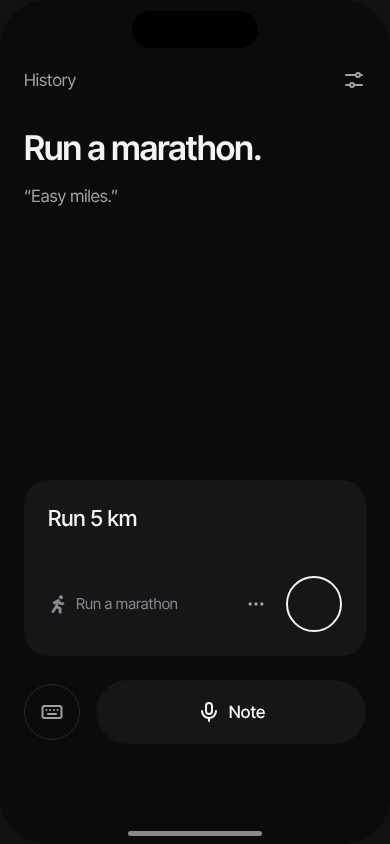 History
Run a marathon.
“Easy miles.”
Run 5 km
Run a marathon
Note